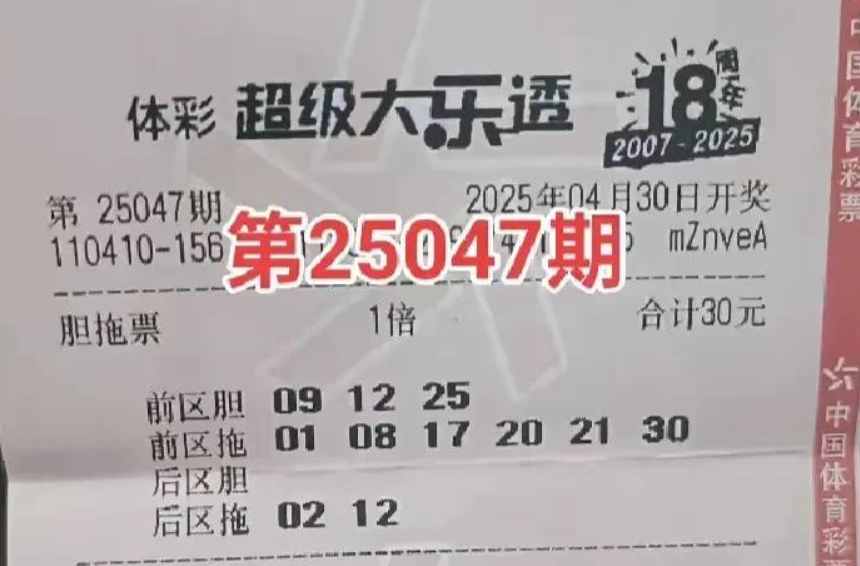 体彩 超级大乐透 18周年
2007-2025
第 25047期 2025年04月30日开奖
110410-156 mZnveA
第25047期
胆拖票 1倍 合计30元
前区胆 09 12 25
前区拖 01 08 17 20 21 30
后区胆
后区拖 02 12
中国体育彩票
中国体育彩票